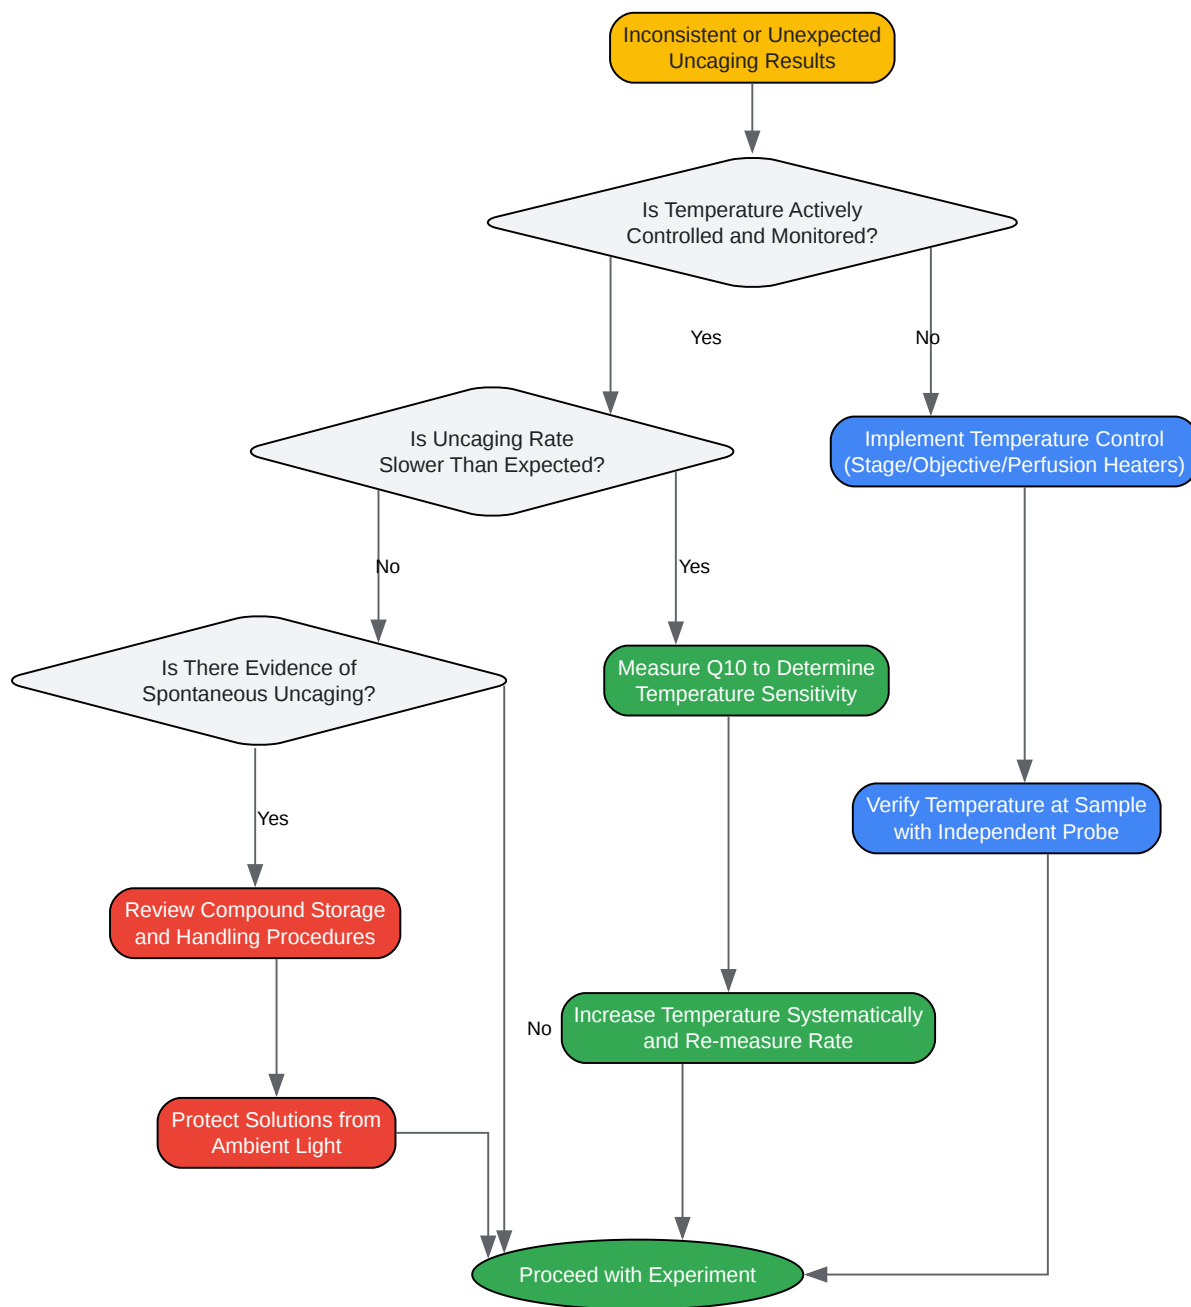 Inconsistent or Unexpected
Uncaging Results
Is Temperature Actively
Controlled and Monitored?
Yes
No
Is Uncaging Rate
Slower Than Expected?
Implement Temperature Control
(Stage/Objective/Perfusion Heaters)
No
Yes
Is There Evidence of
Spontaneous Uncaging?
Measure Q10 to Determine
Temperature Sensitivity
Yes
Verify Temperature at Sample
with Independent Probe
Review Compound Storage
and Handling Procedures
No
Increase Temperature Systematically
and Re-measure Rate
Protect Solutions from
Ambient Light
Proceed with Experiment